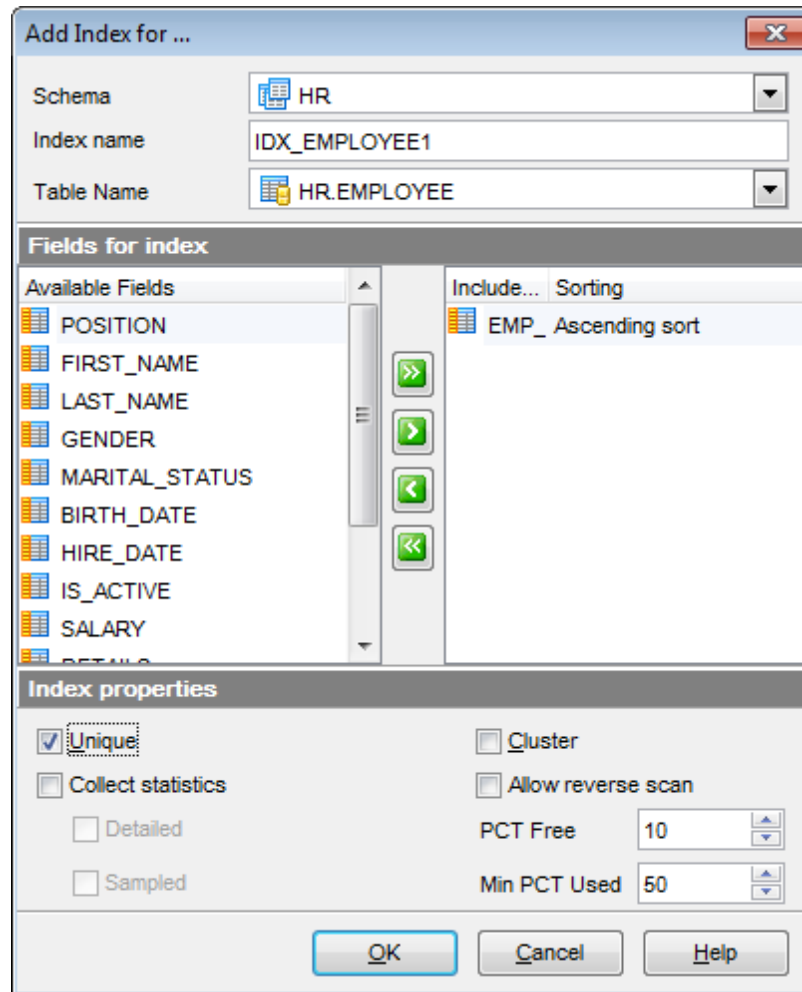 Add Index for ...
Schema HR
Index name IDX_EMPLOYEE1
Table Name HR.EMPLOYEE
Fields for index
Available Fields
POSITION
FIRST_NAME
LAST_NAME
GENDER
MARITAL_STATUS
BIRTH_DATE
HIRE_DATE
IS_ACTIVE
SALARY
Include... Sorting
EMP_ Ascending sort
Index properties
Unique
Cluster
Collect statistics
Allow reverse scan
Detailed
PCT Free 10
Sampled
Min PCT Used 50
OK Cancel Help